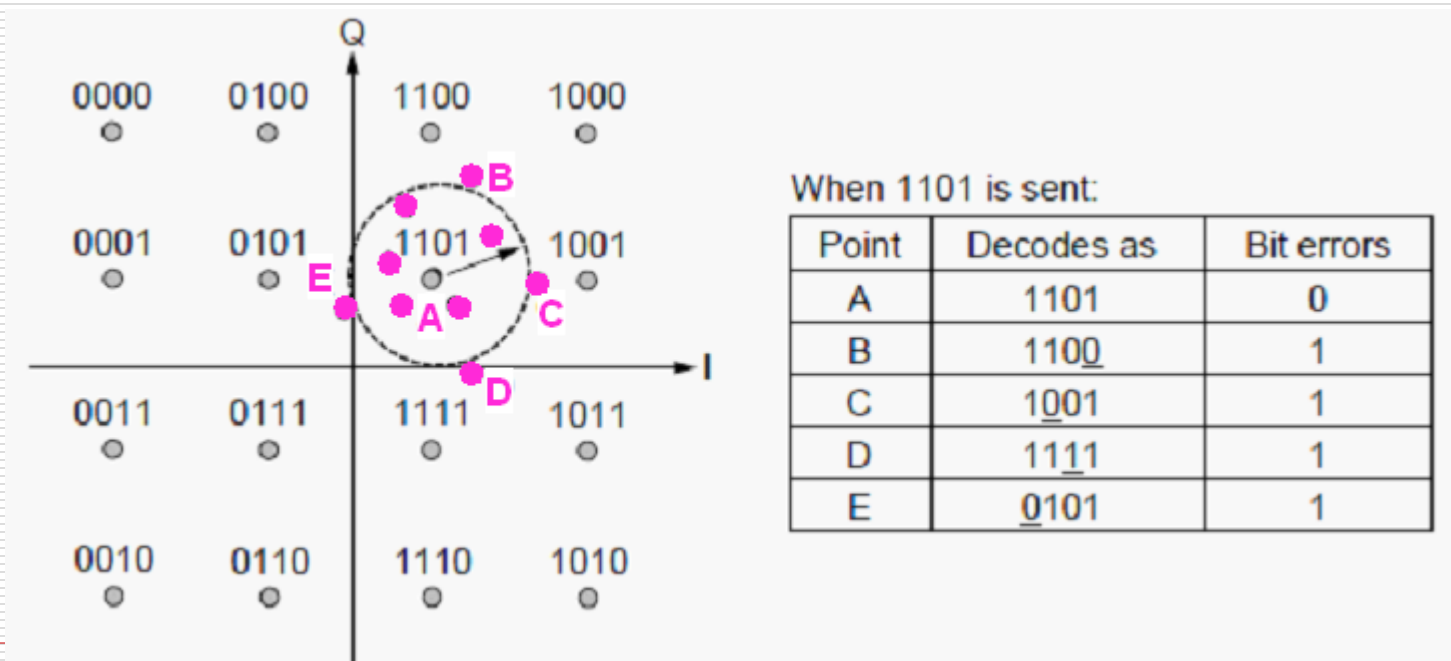 Q
0000 0100 1100 1000
B
0001 0101 1101 1001
E
A
C
I
D
0011 0111 1111 1011
0010 0110 1110 1010
When 1101 is sent:
Point Decodes as Bit errors
A 1101 0
B 1100 1
C 1001 1
D 1111 1
E 0101 1